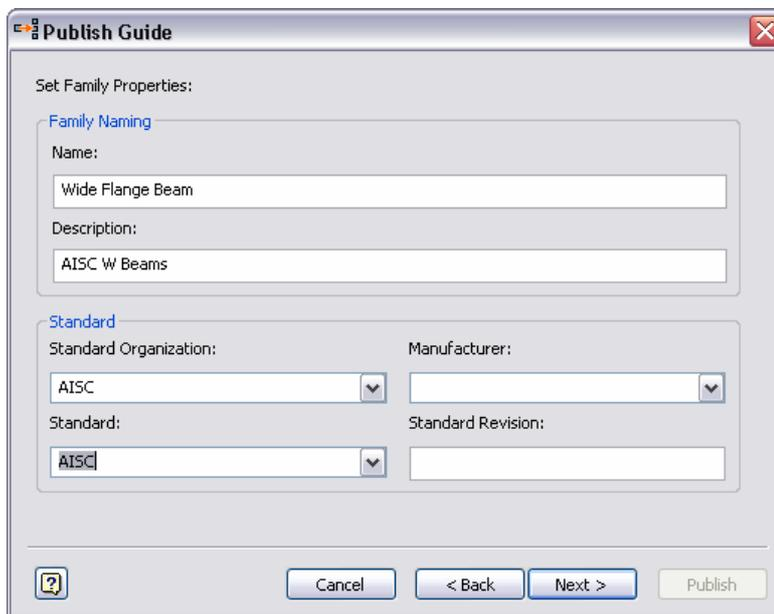 Publish Guide
Set Family Properties:
Family Naming
Name:
Wide Flange Beam
Description:
AISC W Beams
Standard
Standard Organization: Manufacturer:
AISC
Standard: Standard Revision:
AISC
? Cancel < Back Next > Publish